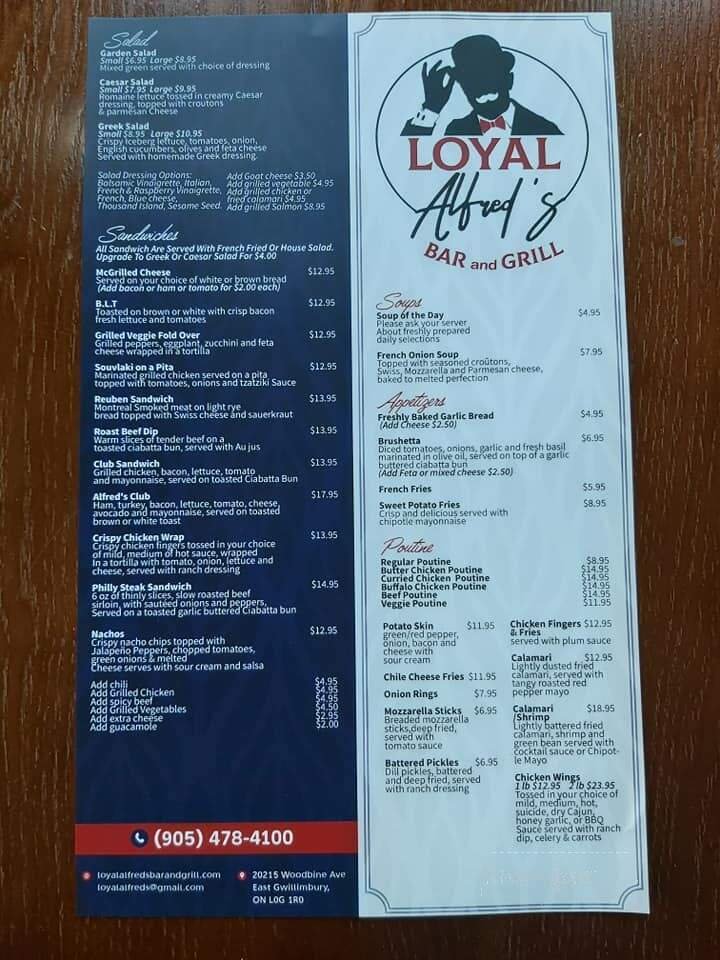 Salad
Garden Salad
Small $6.95 Large $8.95
Mixed green served with choice of dressing
Caesar Salad
Small $7.95 Large $9.95
Romaine lettuce tossed in creamy Caesar
dressing, topped with croutons
& parmesan Cheese
Greek Salad
Small $8.95 Large $10.95
Crispy Iceberg lettuce, tomatoes, onion,
English cucumbers, olives and feta cheese
Served with homemade Greek dressing.
Salad Dressing Options:
Balsamic Vindigrette, Italian,
French & Raspberry Vinaigrette,
French, Blue cheese,
Thousand Island, Sesame Seed.
Add Goat cheese $3.50
Add grilled vegetable $4.95
Add grilled chicken or
fried calamari $4.95
Add grilled Salmon $8.95
Sandwiches
All Sandwich Are Served With French Fried Or House Salad.
Upgrade To Greek Or Caesar Salad For $4.00
McGrilled Cheese $12.95
Served on your choice of white or brown bread
(Add bacon or ham or tomato for $2.00 each)
B.L.T $12.95
Toasted on brown or white with crisp bacon
fresh lettuce and tomatoes
Grilled Veggie Fold Over $12.95
Grilled peppers, eggplant, zucchini and feta
cheese wrapped in a tortilla
Souvlaki on a Pita $12.95
Marinated grilled chicken served on a pita
topped with tomatoes, onions and tzatziki Sauce
Reuben Sandwich $13.95
Montreal Smoked meat on light rye
bread topped with Swiss cheese and sauerkraut
Roast Beef Dip $13.95
Warm slices of tender beef on a
toasted ciabatta bun, served with Au jus
Club Sandwich $13.95
Grilled chicken, bacon, lettuce, tomato
and mayonnaise, served on toasted Ciabatta Bun
Alfred's Club $17.95
Ham, turkey, bacon, lettuce, tomato, cheese,
avocado and mayonnaise, served on toasted
brown or white toast
Crispy Chicken Wrap $13.95
Crispy chicken fingers tossed in your choice
of mild, medium of hot sauce, wrapped
In a tortilla with tomato, onion, lettuce and
cheese, served with ranch dressing
Philly Steak Sandwich $14.95
6 oz of thinly slices, slow roasted beef
sirloin, with sautéed onions and peppers,
Served on a toasted garlic buttered Ciabatta bun
Nachos $12.95
Crispy nacho chips topped with
Jalapeño Peppers, chopped tomatoes,
green onions & melted
Cheese serves with sour cream and salsa
Add chili $4.95
Add Grilled Chicken $4.95
Add spicy beef $4.95
Add Grilled Vegetables $4.50
Add extra cheese $2.95
Add guacamole $2.00
(905) 478-4100
loyalalfredsbarandgrill.com
loyalalfreds@gmail.com
20215 Woodbine Ave
East Gwillimbury,
ON L0G 1R0
LOYAL
Alfred's
BAR and GRILL
Soups
Soup of the Day $4.95
Please ask your server
About freshly prepared
daily selections
French Onion Soup $7.95
Topped with seasoned croûtons,
Swiss, Mozzarella and Parmesan cheese,
baked to melted perfection
Appetizers
Freshly Baked Garlic Bread $4.95
(Add Cheese $2.50)
Brushetta $6.95
Diced tomatoes, onions, garlic and fresh basil
marinated in olive oil, served on top of a garlic
buttered ciabatta bun
(Add Feta or mixed cheese $2.50)
French Fries $5.95
Sweet Potato Fries $8.95
Crisp and delicious served with
chipotle mayonnaise
Poutine
Regular Poutine $8.95
Butter Chicken Poutine $14.95
Curried Chicken Poutine $14.95
Buffalo Chicken Poutine $14.95
Beef Poutine $14.95
Veggie Poutine $11.95
Potato Skin $11.95
green/red pepper,
onion, bacon and
cheese with
sour cream
Chile Cheese Fries $11.95
Onion Rings $7.95
Mozzarella Sticks $6.95
Breaded mozzarella
sticks,deep fried,
served with
tomato sauce
Battered Pickles $6.95
Dill pickles, battered
and deep fried, served
with ranch dressing
Chicken Fingers $12.95
& Fries
served with plum sauce
Calamari $12.95
Lightly dusted fried
calamari, served with
tangy roasted red
pepper mayo
Calamari $18.95
/Shrimp
Lightly battered fried
calamari, shrimp and
green bean served with
cocktail sauce or Chipot-
le Mayo
Chicken Wings
1 lb $12.95 2 lb $23.95
Tossed in your choice of
mild, medium, hot,
suicide, dry Cajun,
honey garlic, or BBQ
Sauce served with ranch
dip, celery & carrots